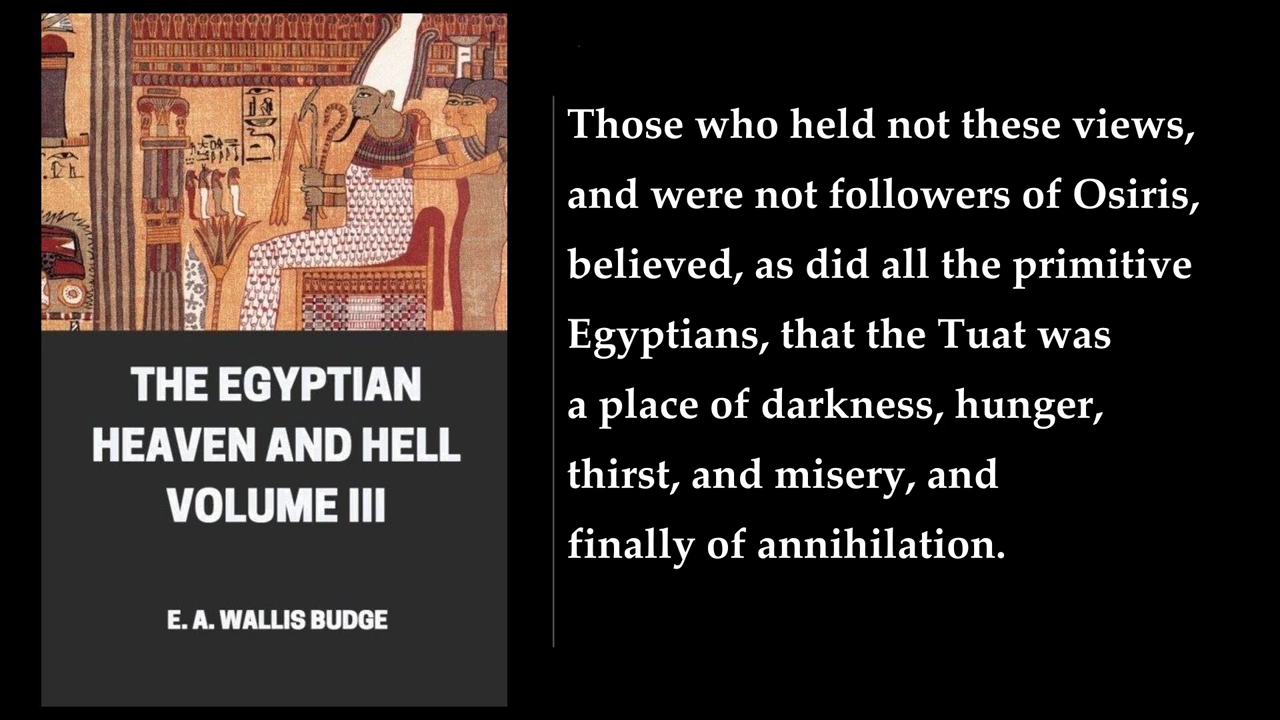 THE EGYPTIAN
HEAVEN AND HELL
VOLUME III
E. A. WALLIS BUDGE
Those who held not these views,
and were not followers of Osiris,
believed, as did all the primitive
Egyptians, that the Tuat was
a place of darkness, hunger,
thirst, and misery, and
finally of annihilation.